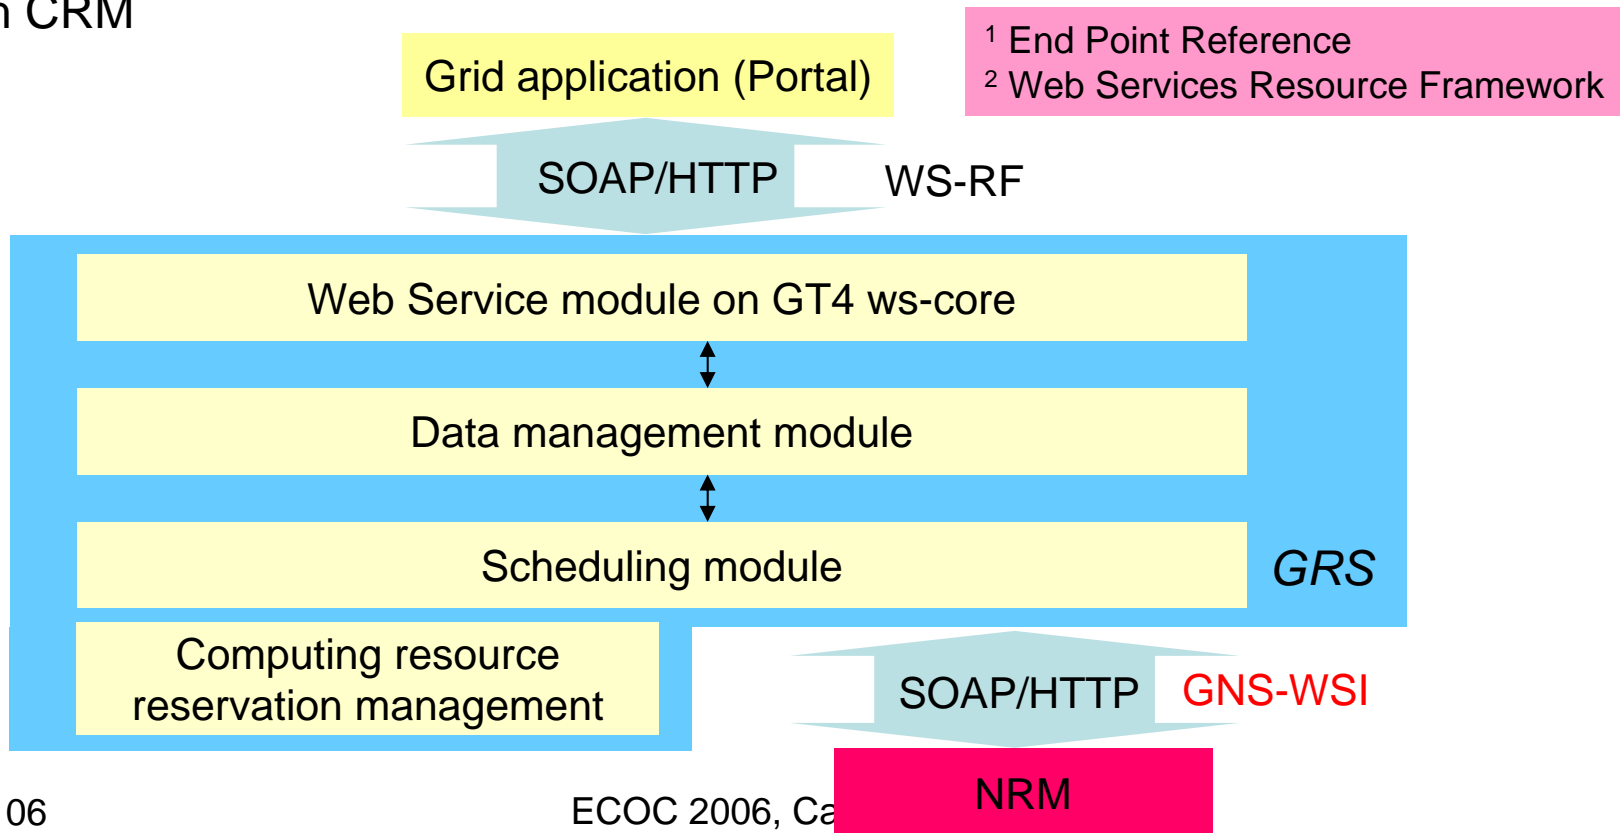 CRM
Grid application (Portal)
¹ End Point Reference
² Web Services Resource Framework
SOAP/HTTP
WS-RF
Web Service module on GT4 ws-core
Data management module
Scheduling module
GRS
Computing resource
reservation management
SOAP/HTTP
GNS-WSI
NRM
06
ECOC 2006,